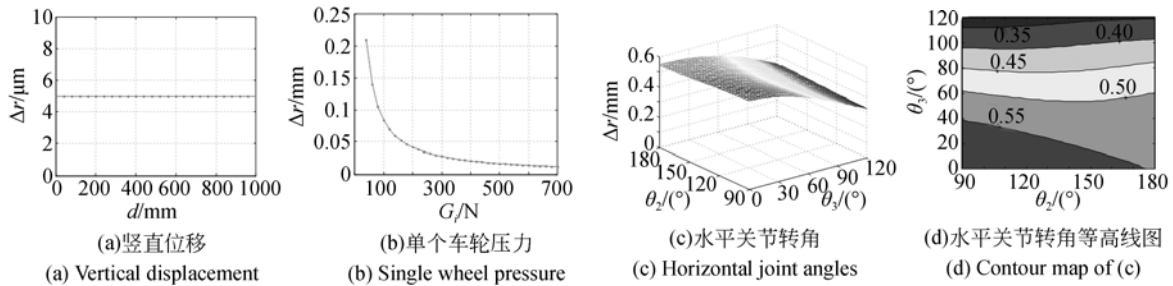 10
8
6
4
2
0
Δr/μm
0 200 400 600 800 1000
d/mm
(a)竖直位移
(a) Vertical displacement
0.25
0.2
0.15
0.1
0.05
0
Δr/mm
100 300 500 700
G_i/N
(b)单个车轮压力
(b) Single wheel pressure
0.6
0.4
0.2
0
Δr/mm
180
150
120
90
θ₂/(°)
0
30
60
90
120
θ₃/(°)
(c)水平关节转角
(c) Horizontal joint angles
120
100
80
60
40
20
0
θ₃/(°)
0.35 0.40
0.45
0.50
0.55
90 120 150 180
θ₂/(°)
(d)水平关节转角等高线图
(d) Contour map of (c)